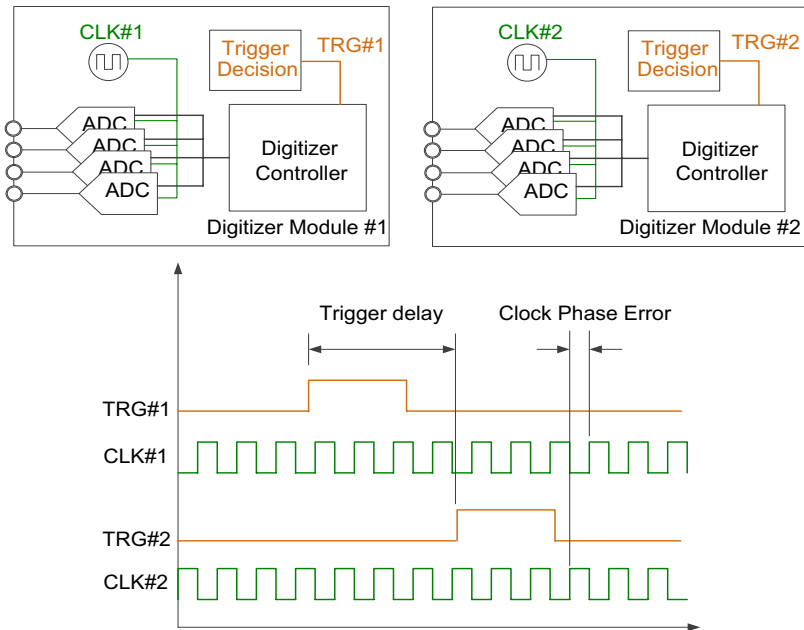 CLK#1
Trigger
Decision
TRG#1
ADC
ADC
ADC
ADC
Digitizer
Controller
Digitizer Module #1
CLK#2
Trigger
Decision
TRG#2
ADC
ADC
ADC
ADC
Digitizer
Controller
Digitizer Module #2
Trigger delay
Clock Phase Error
TRG#1
CLK#1
TRG#2
CLK#2